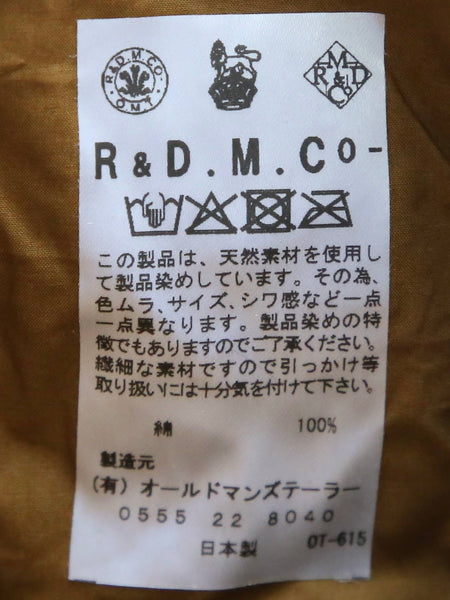 R&D.M.CO.
O.M.T
R M D & Co
R&D.M.Co-
この製品は、天然素材を使用し
て製品染めしています。その為、
色ムラ、サイズ、シワ感など一点
一点異なります。製品染めの特
徴でもありますのでご了承ください。
繊細な素材ですので引っかけ等
取り扱いには十分気を付けて下さい。
綿 100%
製造元
(有) オールドマンズテーラー
0555 22 8040
日本製 OT-615